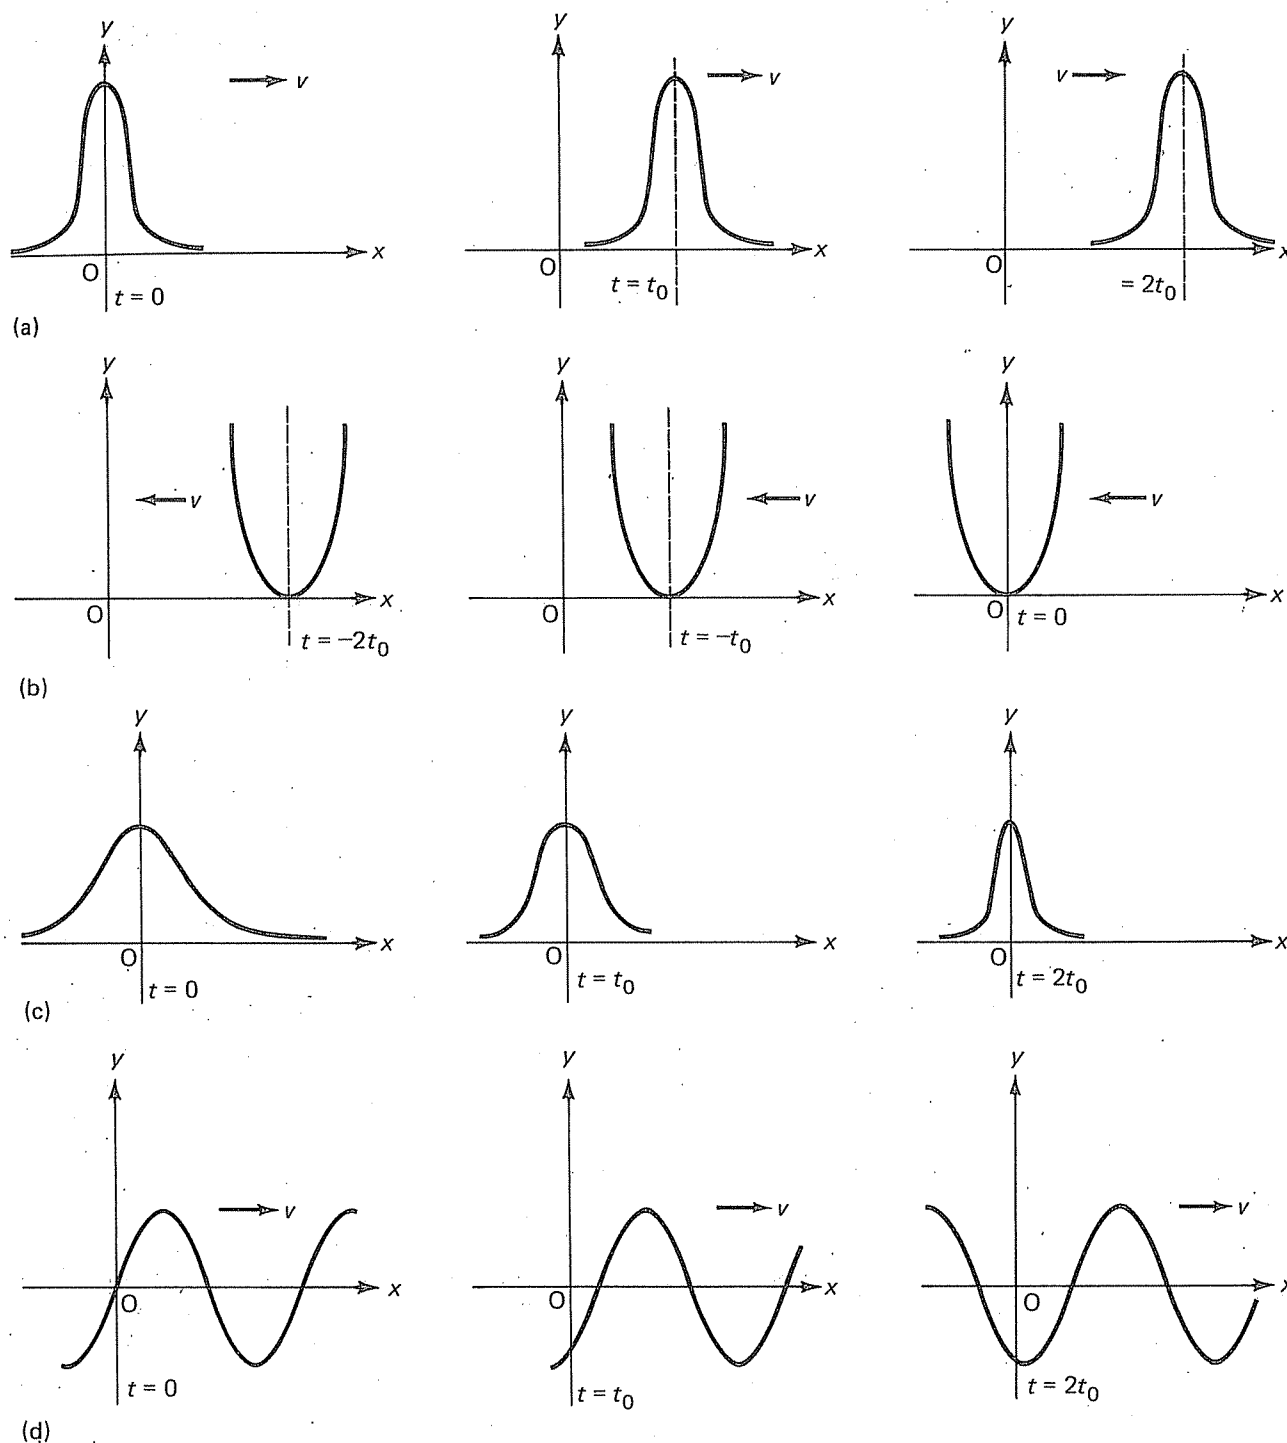 y y y
v v v
x x x
O O O
t = 0 t = t₀ = 2t₀
(a)
y y y
v v v
x x x
O O O
t = −2t₀ t = −t₀ t = 0
(b)
y y y
x x x
O O O
t = 0 t = t₀ t = 2t₀
(c)
y y y
v v v
x x x
O O O
t = 0 t = t₀ t = 2t₀
(d)